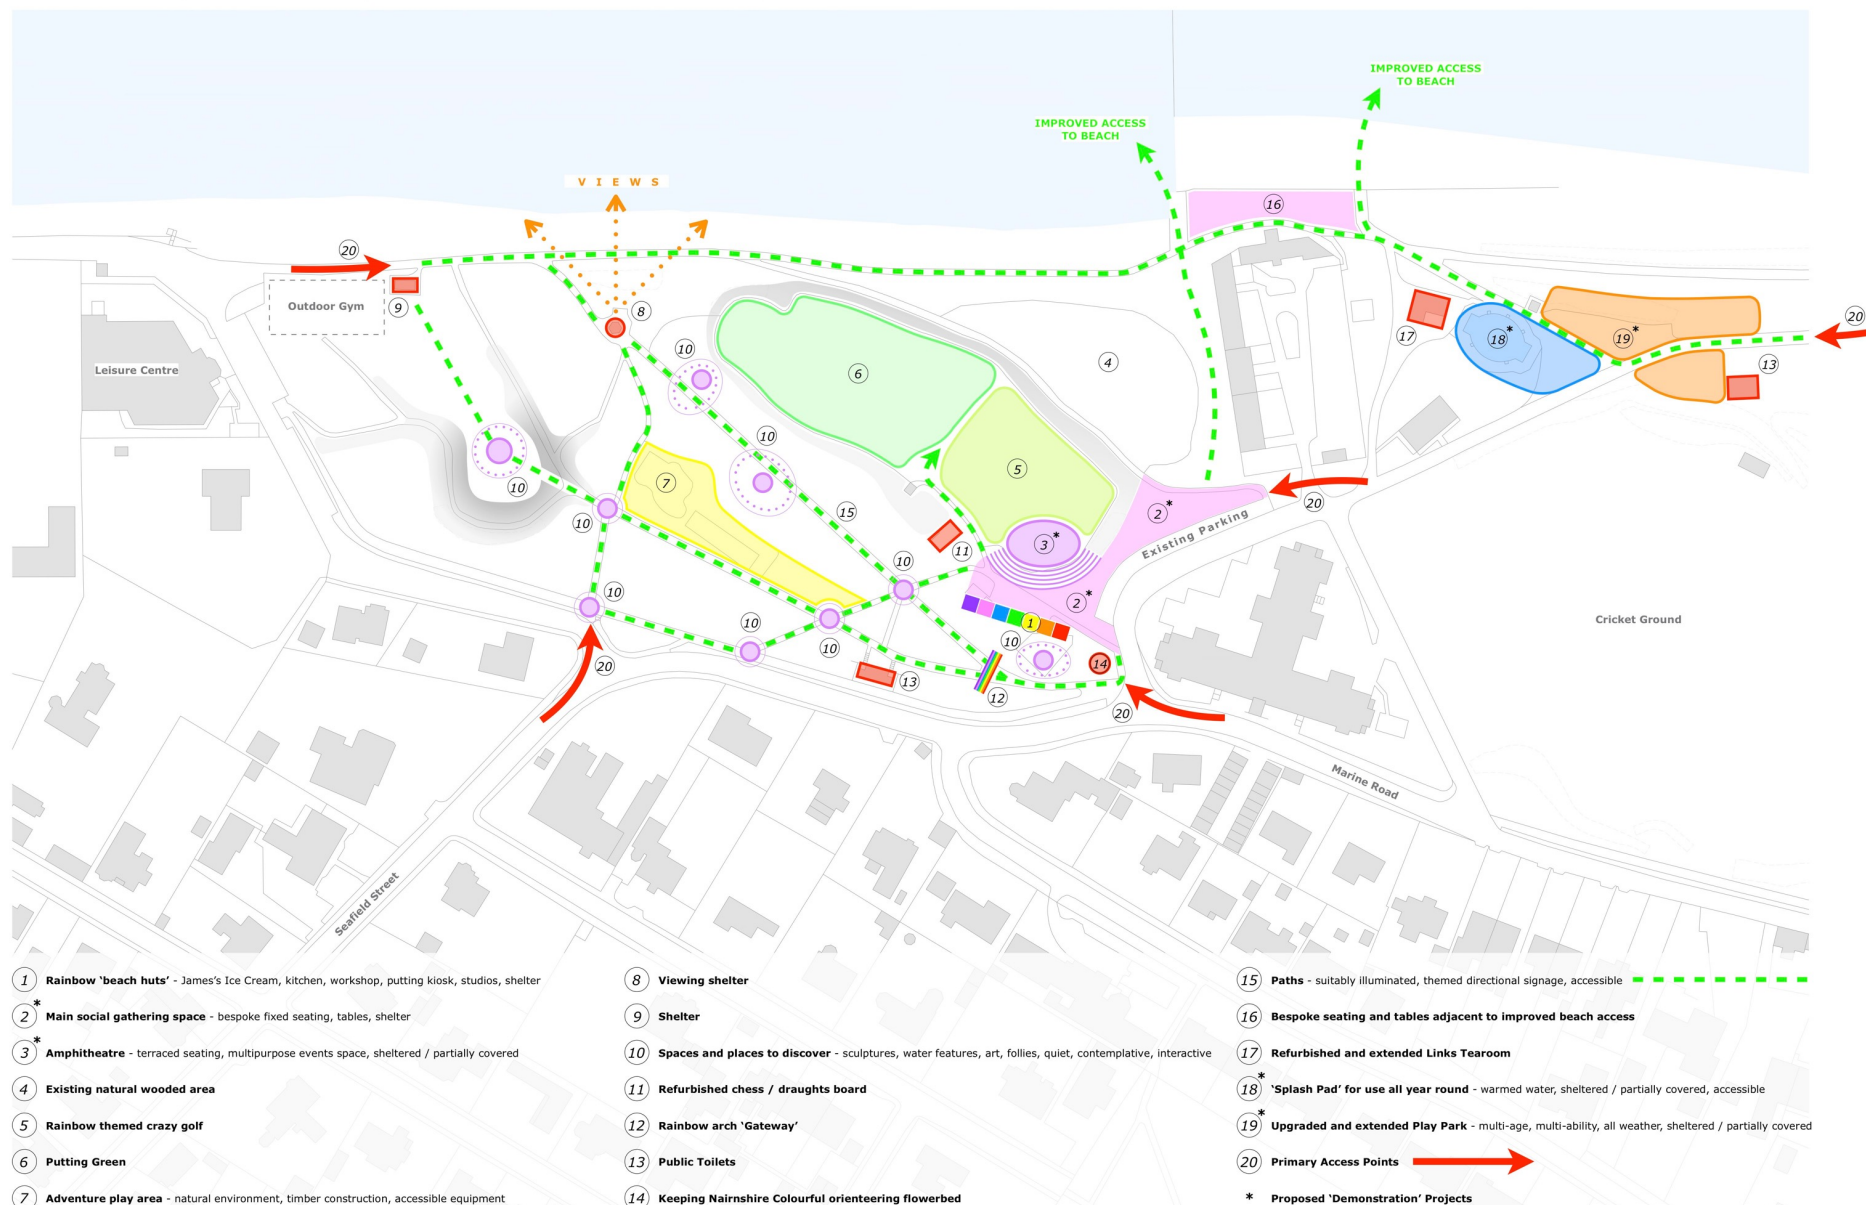 IMPROVED ACCESS
TO BEACH
IMPROVED ACCESS
TO BEACH
V I E W S
16
20
20
9
Outdoor Gym
8
17
18*
19*
20
13
Leisure Centre
10
6
4
10
5
7
10
15
2*
20
Existing Parking
10
11
3*
10
10
2*
1
Cricket Ground
10
10
10
14
20
13
12
20
Marine Road
Seafield Street
1 Rainbow ‘beach huts’ - James’s Ice Cream, kitchen, workshop, putting kiosk, studios, shelter
2* Main social gathering space - bespoke fixed seating, tables, shelter
3* Amphitheatre - terraced seating, multipurpose events space, sheltered / partially covered
4 Existing natural wooded area
5 Rainbow themed crazy golf
6 Putting Green
7 Adventure play area - natural environment, timber construction, accessible equipment
8 Viewing shelter
9 Shelter
10 Spaces and places to discover - sculptures, water features, art, follies, quiet, contemplative, interactive
11 Refurbished chess / draughts board
12 Rainbow arch ‘Gateway’
13 Public Toilets
14 Keeping Nairnshire Colourful orienteering flowerbed
15 Paths - suitably illuminated, themed directional signage, accessible
16 Bespoke seating and tables adjacent to improved beach access
17 Refurbished and extended Links Tearoom
18* ‘Splash Pad’ for use all year round - warmed water, sheltered / partially covered, accessible
19* Upgraded and extended Play Park - multi-age, multi-ability, all weather, sheltered / partially covered
20 Primary Access Points
* Proposed ‘Demonstration’ Projects